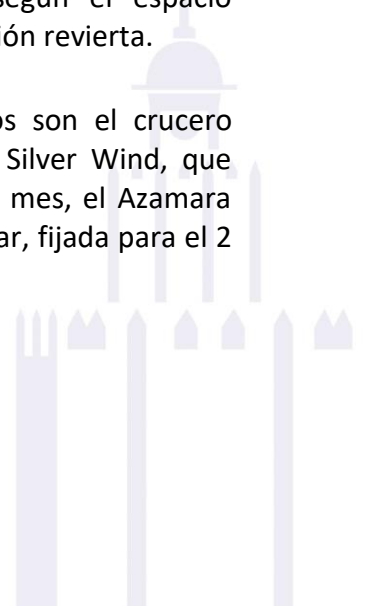 según el espacio
ión revierta.
os son el crucero
Silver Wind, que
mes, el Azamara
ar, fijada para el 2